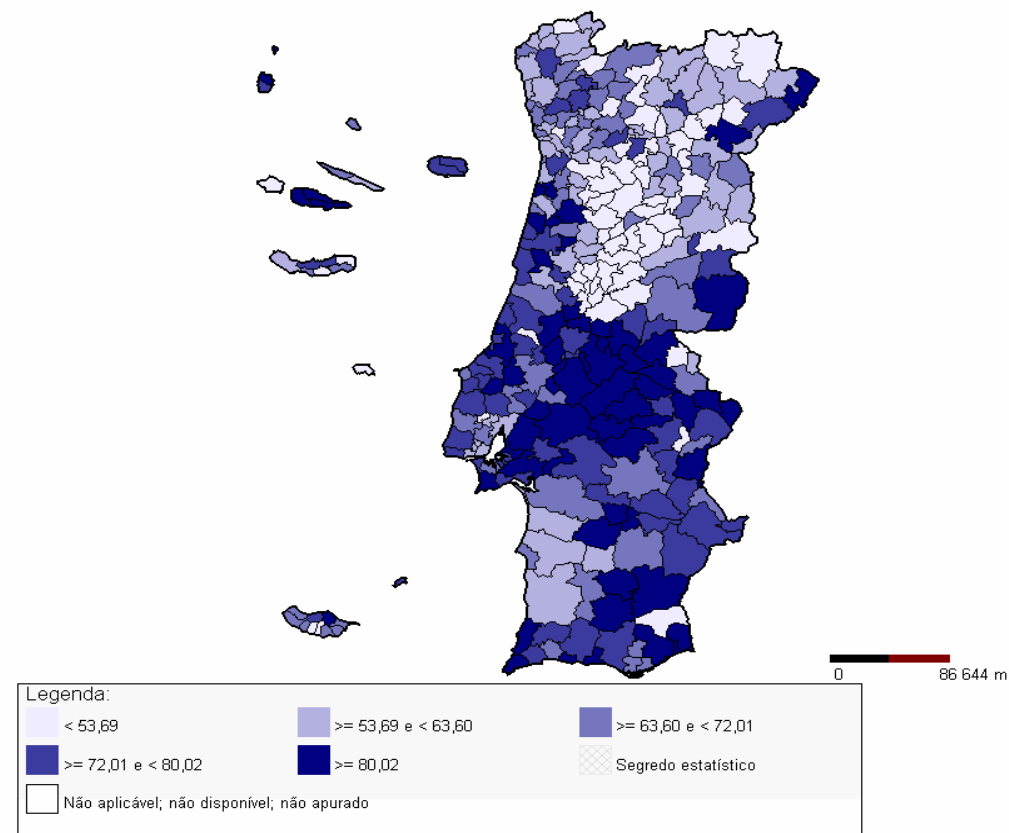 0 86 644 m
Legenda:
< 53,69 >= 53,69 e < 63,60 >= 63,60 e < 72,01
>= 72,01 e < 80,02 >= 80,02 Segredo estatístico
Não aplicável; não disponível; não apurado